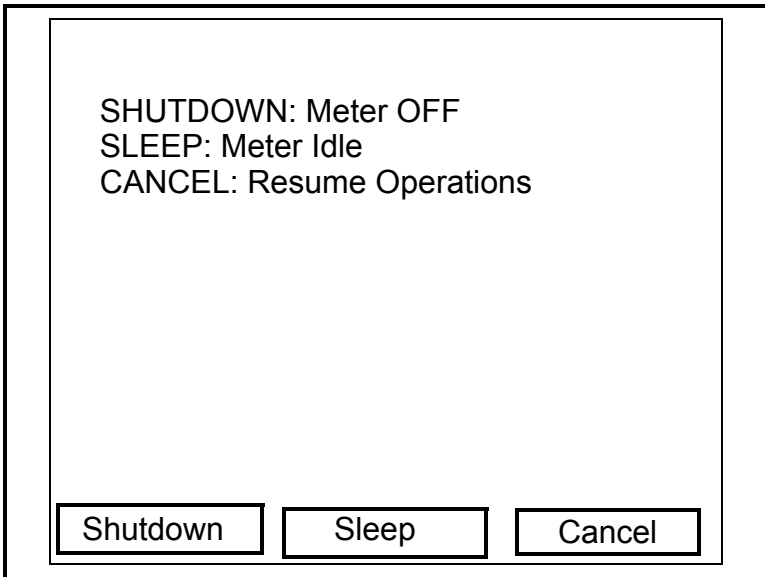 SHUTDOWN: Meter OFF
SLEEP: Meter Idle
CANCEL: Resume Operations
Shutdown Sleep Cancel